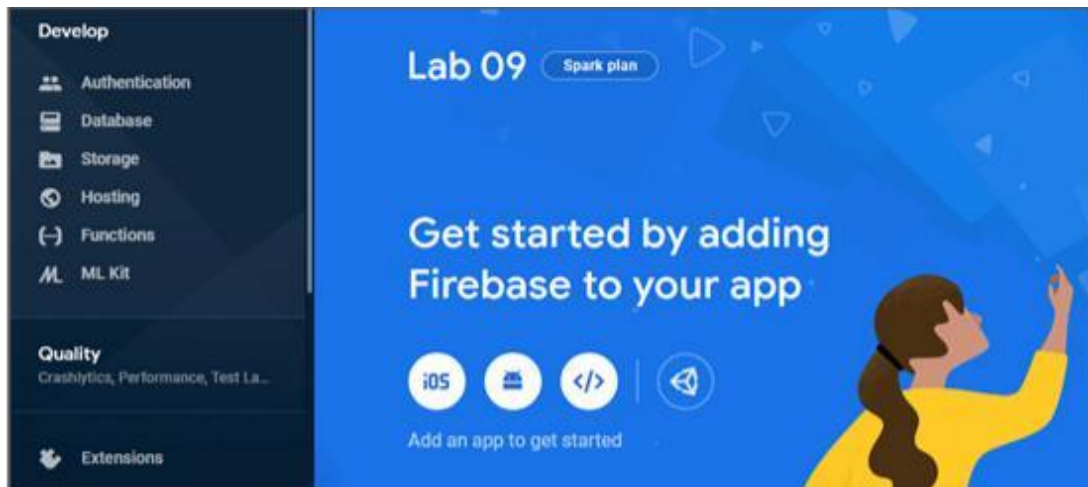 Develop
Authentication
Database
Storage
Hosting
Functions
ML Kit
Quality
Crashlytics, Performance, Test La...
Extensions
Lab 09
Spark plan
Get started by adding
Firebase to your app
iOS
</>
Add an app to get started